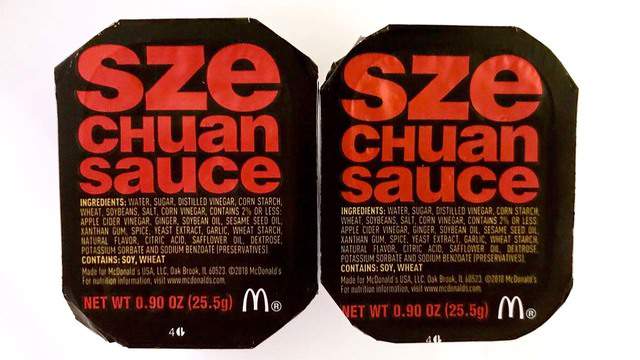 sze
CHuan
sauce
INGREDIENTS: WATER, SUGAR, DISTILLED VINEGAR, CORN STARCH,
WHEAT, SOYBEANS, SALT, CORN VINEGAR, CONTAINS 2% OR LESS:
APPLE CIDER VINEGAR, GINGER, SOYBEAN OIL, SESAME SEED OIL,
XANTHAN GUM, SPICE, YEAST EXTRACT, GARLIC, WHEAT STARCH,
NATURAL FLAVOR, CITRIC ACID, SAFFLOWER OIL, DEXTROSE,
POTASSIUM SORBATE AND SODIUM BENZOATE (PRESERVATIVES).
CONTAINS: SOY, WHEAT
Made for McDonald's USA, LLC, Oak Brook, IL 60523 ©2018 McDonald's
For nutrition information, visit www.mcdonalds.com.
NET WT 0.90 OZ (25.5g) M®
sze
CHuan
sauce
INGREDIENTS: WATER, SUGAR, DISTILLED VINEGAR, CORN STARCH,
WHEAT, SOYBEANS, SALT, CORN VINEGAR, CONTAINS 2% OR LESS:
APPLE CIDER VINEGAR, GINGER, SOYBEAN OIL, SESAME SEED OIL,
XANTHAN GUM, SPICE, YEAST EXTRACT, GARLIC, WHEAT STARCH,
NATURAL FLAVOR, CITRIC ACID, SAFFLOWER OIL, DEXTROSE,
POTASSIUM SORBATE AND SODIUM BENZOATE (PRESERVATIVES).
CONTAINS: SOY, WHEAT
Made for McDonald's USA, LLC, Oak Brook, IL 60523 ©2018 McDonald's
For nutrition information, visit www.mcdonalds.com.
NET WT 0.90 OZ (25.5g) M®